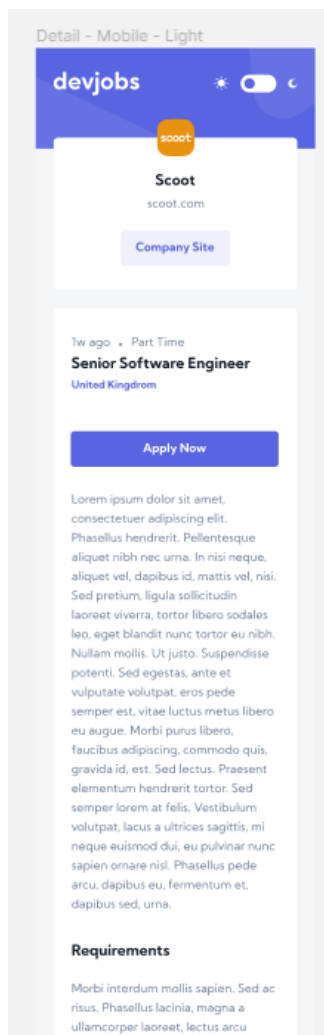 Detail - Mobile - Light
devjobs
scoot
Scoot
scoot.com
Company Site
1w ago . Part Time
Senior Software Engineer
United Kingdrom
Apply Now
Lorem ipsum dolor sit amet,
consectetuer adipiscing elit.
Phasellus hendrerit. Pellentesque
aliquet nibh nec urna. In nisi neque,
aliquet vel, dapibus id, mattis vel, nisi.
Sed pretium, ligula sollicitudin
laoreet viverra, tortor libero sodales
leo, eget blandit nunc tortor eu nibh.
Nullam mollis. Ut justo. Suspendisse
potenti. Sed egestas, ante et
vulputate volutpat, eros pede
semper est, vitae luctus metus libero
eu augue. Morbi purus libero,
faucibus adipiscing, commodo quis,
gravida id, est. Sed lectus. Praesent
elementum hendrerit tortor. Sed
semper lorem at felis. Vestibulum
volutpat, lacus a ultrices sagittis, mi
neque euismod dui, eu pulvinar nunc
sapien ornare nisl. Phasellus pede
arcu, dapibus eu, fermentum et,
dapibus sed, urna.
Requirements
Morbi interdum mollis sapien. Sed ac
risus. Phasellus lacinia, magna a
ullamcorper laoreet, lectus arcu